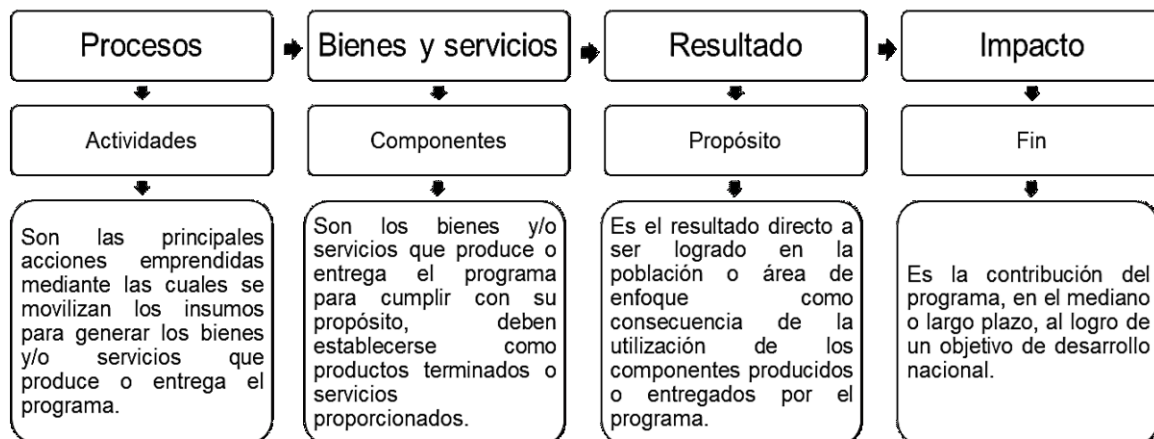 Procesos
Bienes y servicios
Resultado
Impacto
Actividades
Componentes
Propósito
Fin
Son las principales
acciones emprendidas
mediante las cuales se
movilizan los insumos
para generar los bienes
y/o servicios que
produce o entrega el
programa.
Son los bienes y/o
servicios que produce o
entrega el programa
para cumplir con su
propósito, deben
establecerse como
productos terminados o
servicios
proporcionados.
Es el resultado directo a
ser logrado en la
población o área de
enfoque como
consecuencia de la
utilización de los
componentes producidos
o entregados por el
programa.
Es la contribución del
programa, en el mediano
o largo plazo, al logro de
un objetivo de desarrollo
nacional.